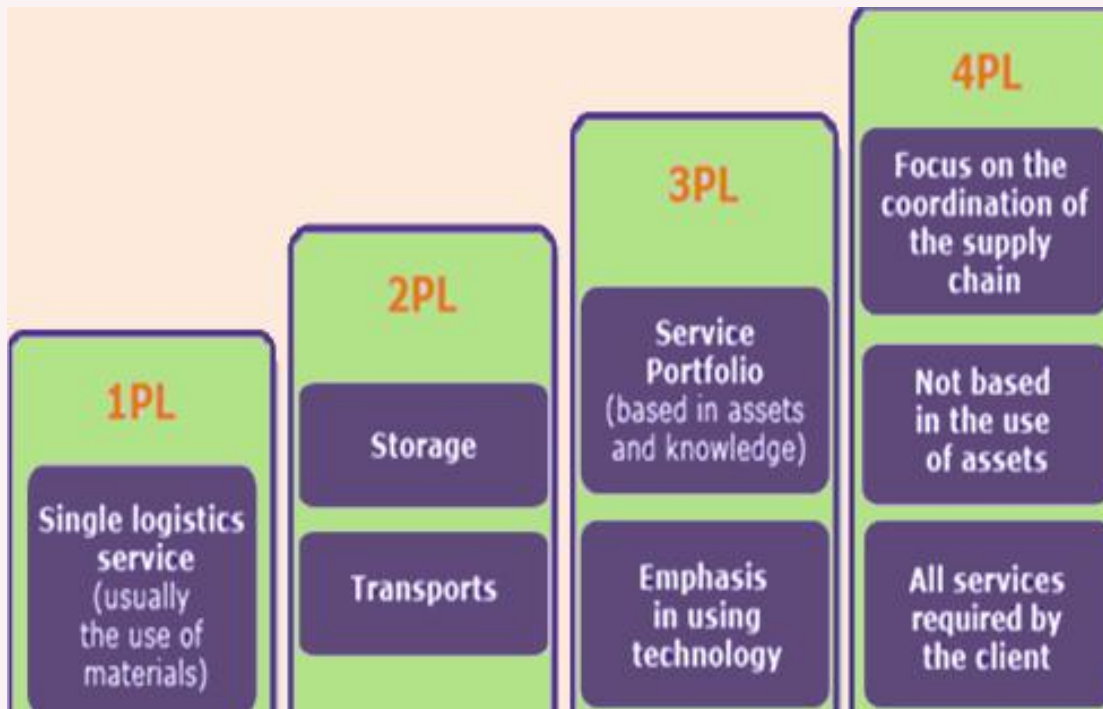 1PL
Single logistics
service
(usually
the use of
materials)
2PL
Storage
Transports
3PL
Service
Portfolio
(based in assets
and knowledge)
Emphasis
in using
technology
4PL
Focus on the
coordination of
the supply
chain
Not based
in the use
of assets
All services
required by
the client